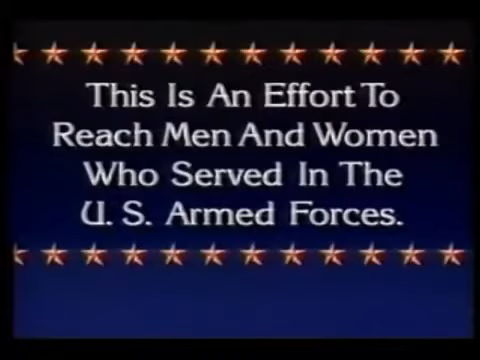 This Is An Effort To
Reach Men And Women
Who Served In The
U. S. Armed Forces.